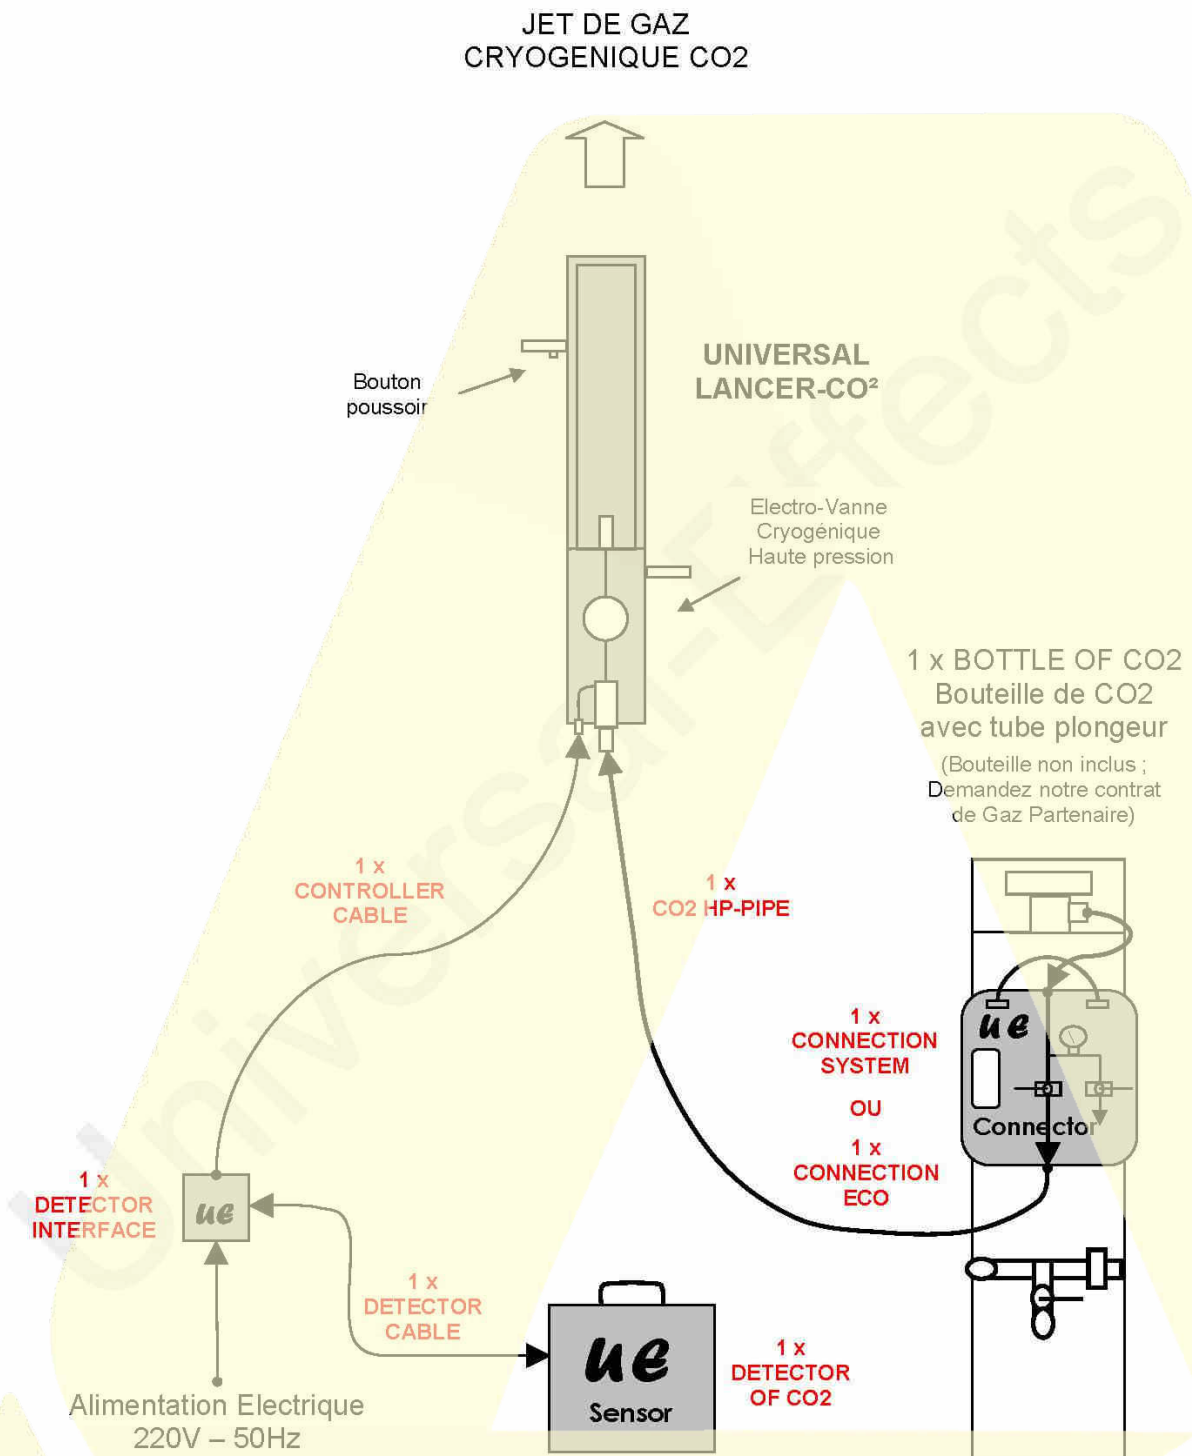 JET DE GAZ
CRYOGENIQUE CO2
Bouton
poussoir
UNIVERSAL
LANCER-CO²
Electro-Vanne
Cryogénique
Haute pression
1 x BOTTLE OF CO2
Bouteille de CO2
avec tube plongeur
(Bouteille non inclus ;
Demandez notre contrat
de Gaz Partenaire)
1 x
CONTROLLER
CABLE
1 x
CO2 HP-PIPE
1 x
CONNECTION
SYSTEM
OU
1 x
CONNECTION
ECO
ue
Connector
1 x
DETECTOR
INTERFACE
ue
1 x
DETECTOR
CABLE
ue
Sensor
1 x
DETECTOR
OF CO2
Alimentation Electrique
220V – 50Hz
Universal-Effects